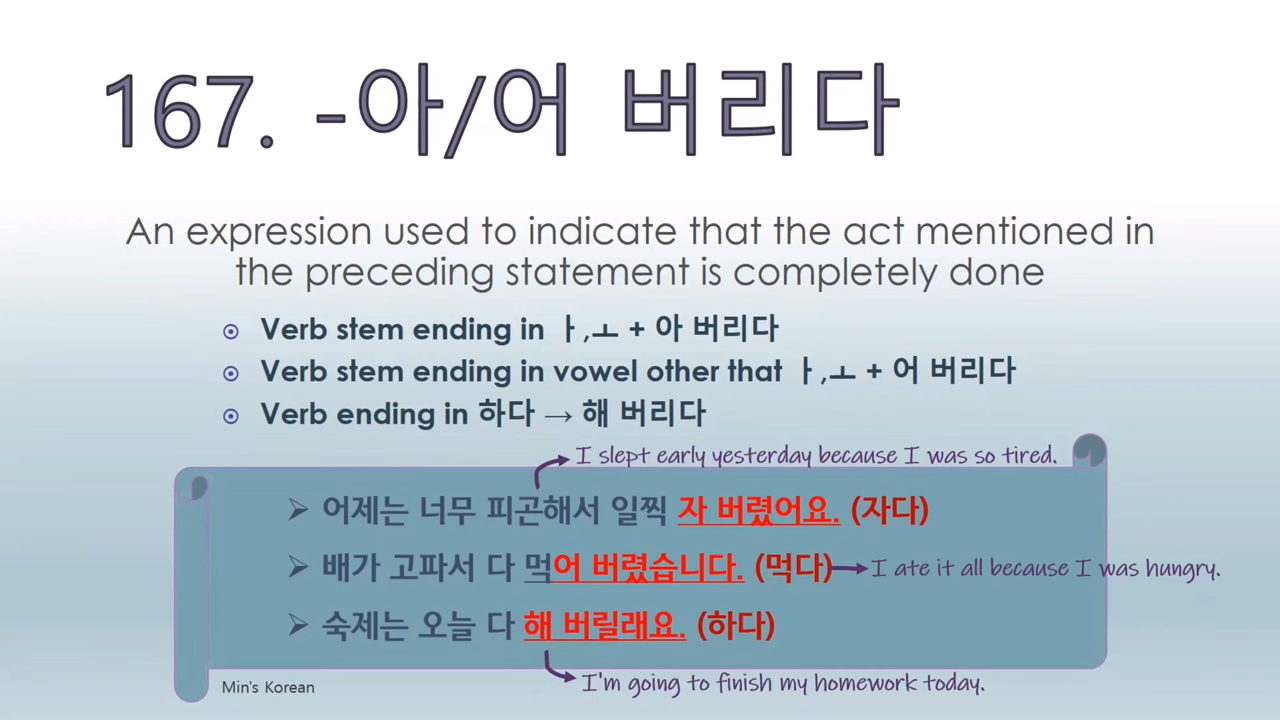 167. -아/어 버리다
An expression used to indicate that the act mentioned in
the preceding statement is completely done
Verb stem ending in ㅏ,ㅗ + 아 버리다
Verb stem ending in vowel other that ㅏ,ㅗ + 어 버리다
Verb ending in 하다 → 해 버리다
I slept early yesterday because I was so tired.
어제는 너무 피곤해서 일찍 자 버렸어요. (자다)
배가 고파서 다 먹어 버렸습니다. (먹다) I ate it all because I was hungry.
숙제는 오늘 다 해 버릴래요. (하다)
I'm going to finish my homework today.
Min's Korean